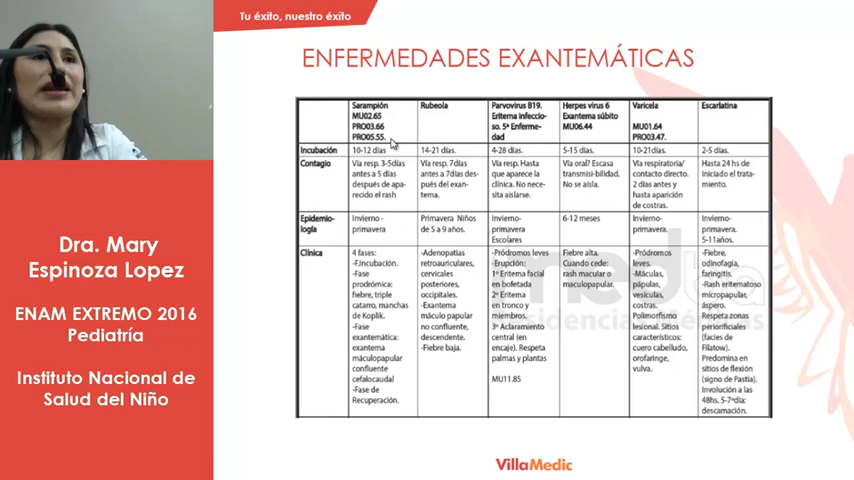 Tu éxito, nuestro éxito
ENFERMEDADES EXANTEMÁTICAS
Dra. Mary
Espinoza Lopez
ENAM EXTREMO 2016
Pediatría
Instituto Nacional de
Salud del Niño
Sarampión
MU02.65
PRO03.66
PRO05.55.
Rubeola
Parvovirus B19.
Eritema infeccio-
so. 5ª Enferme-
dad
Herpes virus 6
Exantema súbito
MU06.44
Varicela
MU01.64
PRO03.47.
Escarlatina
Incubación
10-12 días
14-21 días.
4-28 días.
5-15 días.
10-21días.
2-5 días.
Contagio
Vía resp. 3-5días
antes a 5 días
después de apa-
recido el rash
Vía resp. 7días
antes a 7días des-
pués del exan-
tema.
Vía resp. Hasta
que aparece la
clínica. No nece-
sita aislarse.
Vía oral? Escasa
transmisi-bilidad.
No se aisla.
Vía respiratoria/
contacto directo.
2 días antes y
hasta aparición
de costras.
Hasta 24 hs de
iniciado el trata-
miento.
Epidemio-
logía
Invierno -
primavera
Primavera Niños
de 5 a 9 años.
Invierno-
primavera
Escolares
6-12 meses
Invierno-
primavera.
Invierno-
primavera.
5-11años.
Clínica
4 fases:
-F.Incubación.
-Fase
prodrómica:
fiebre, triple
catarro, manchas
de Koplik.
-Fase
exantemática:
exantema
máculopapular
confluente
cefalocaudal
-Fase de
Recuperación.
-Adenopatías
retroauriculares,
cervicales
posteriores,
occipitales.
-Exantema
máculo papular
no confluente,
descendente.
-Fiebre baja.
-Pródromos leves
-Erupción:
1º Eritema facial
en bofetada
2º Eritema
en tronco y
miembros.
3º Aclaramiento
central (en
encaje). Respeta
palmas y plantas
MU11.85
Fiebre alta.
Cuando cede:
rash macular o
maculopapular.
-Pródromos
leves.
-Máculas,
pápulas,
vesículas,
costras.
Polimorfismo
lesional. Sitios
característicos:
cuero cabelludo,
orofaringe,
vulva.
-Fiebre,
odinofagia,
faringitis.
-Rash eritematoso
micropapular,
áspero.
Respeta zonas
periorificiales
(facies de
Filatow).
Predomina en
sitios de flexión
(signo de Pastia).
Involución a las
48hs. 5-7ºdia:
descamación.
VillaMedic